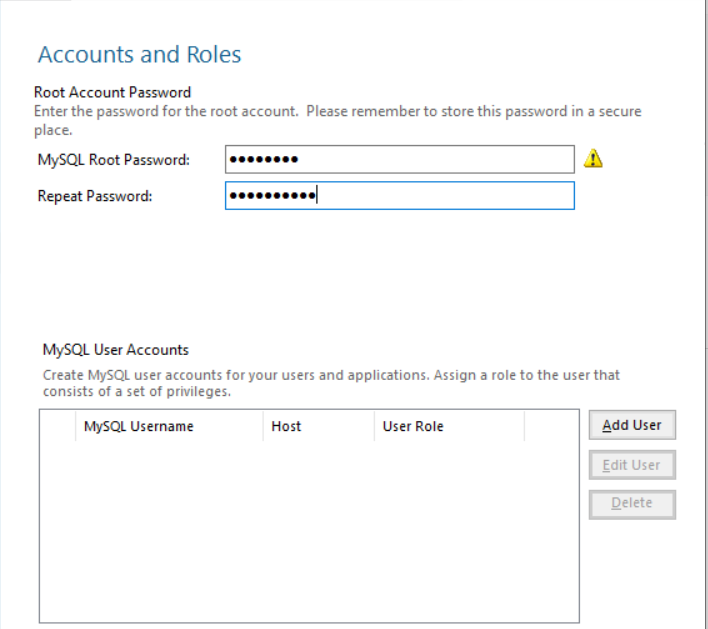 Accounts and Roles
Root Account Password
Enter the password for the root account.  Please remember to store this password in a secure
place.
MySQL Root Password: ●●●●●●●●
Repeat Password: ●●●●●●●●●●
MySQL User Accounts
Create MySQL user accounts for your users and applications. Assign a role to the user that
consists of a set of privileges.
MySQL Username Host User Role Add User
Edit User
Delete